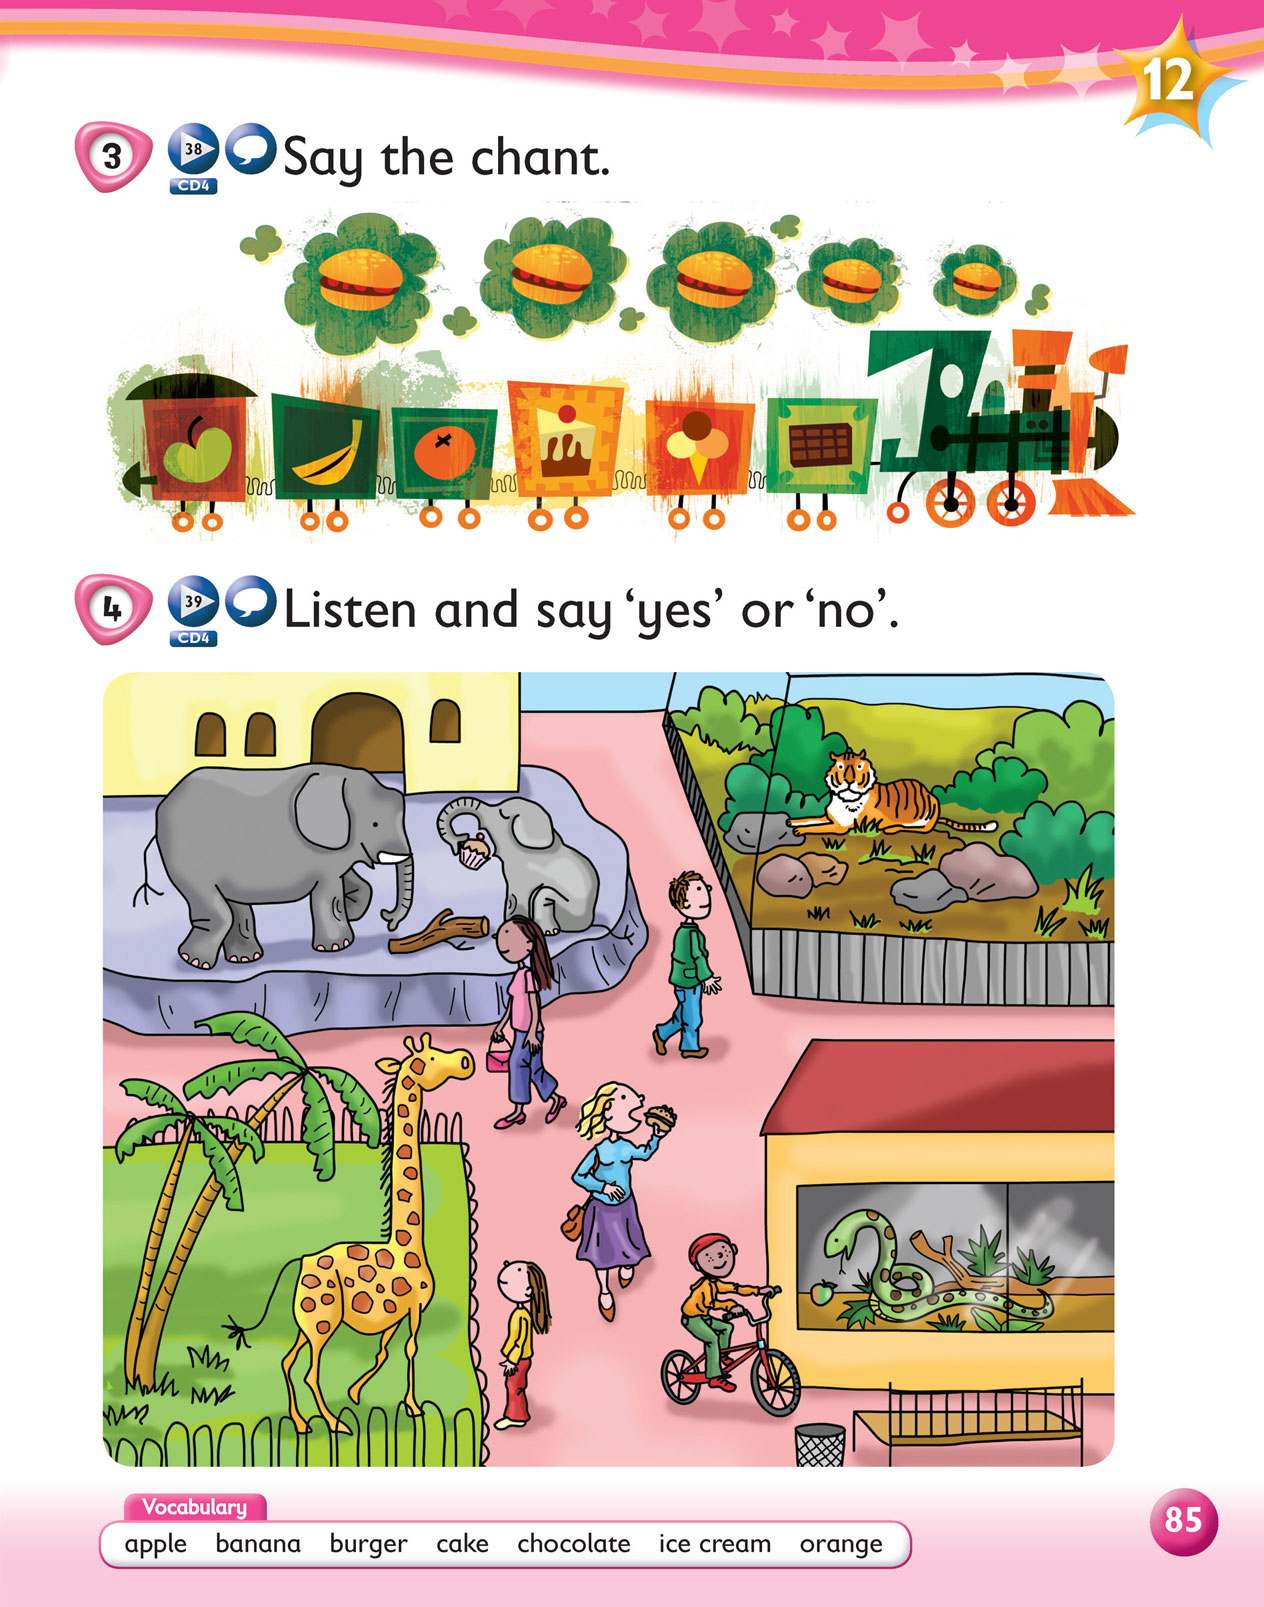 12
3 38 CD4 Say the chant.
4 39 CD4 Listen and say ‘yes’ or ‘no’.
Vocabulary
apple banana burger cake chocolate ice cream orange
85